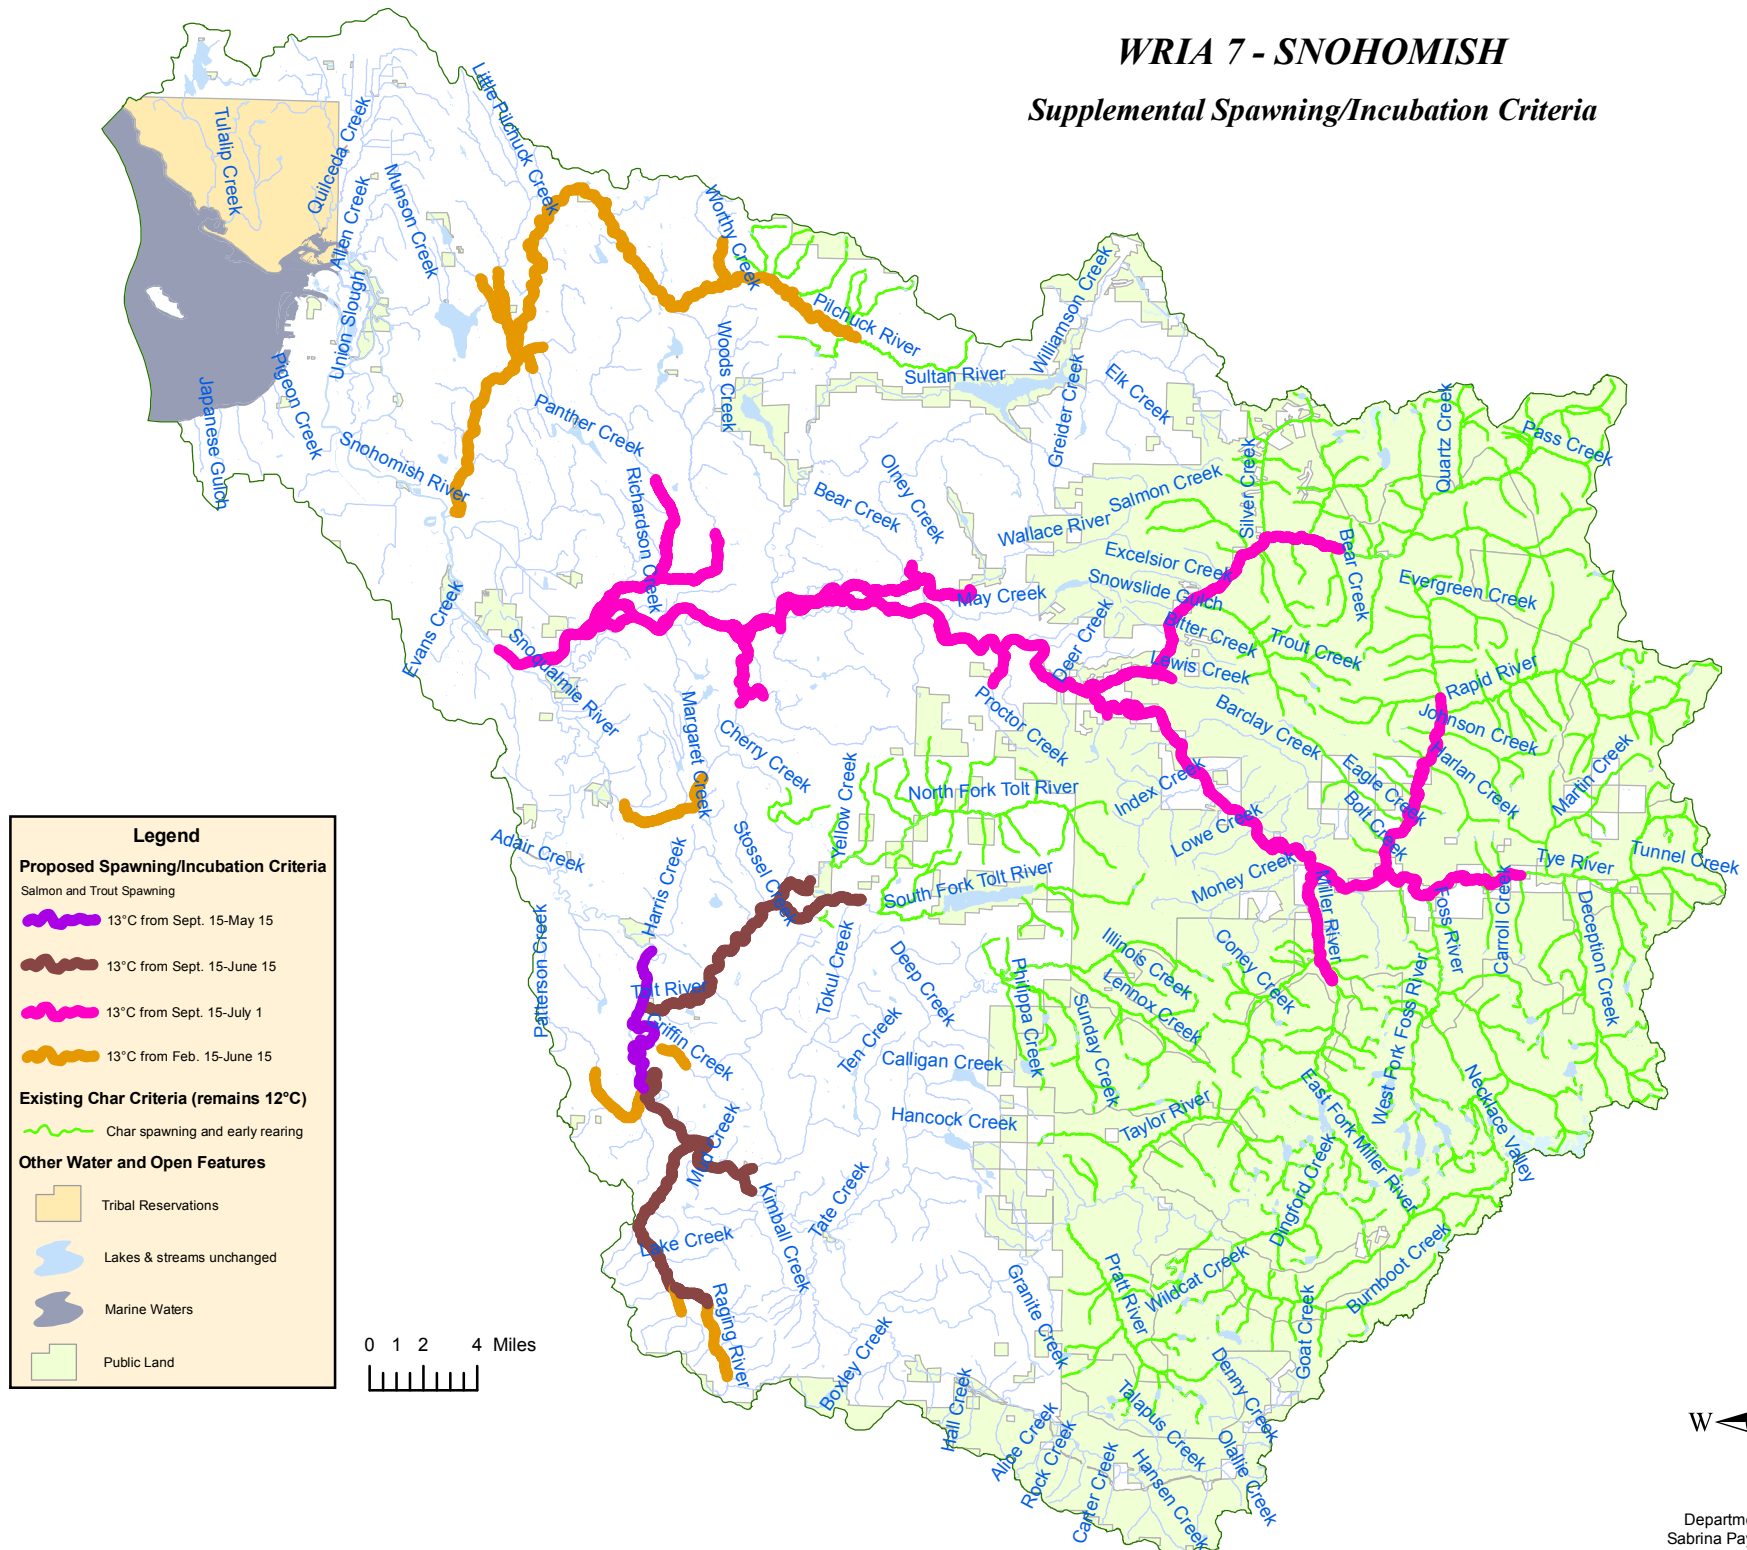 WRIA 7 - SNOHOMISH
Supplemental Spawning/Incubation Criteria
Little Pilchuck Creek
Tulalip Creek
Quilceda Creek
Allen Creek
Munson Creek
Worthy Creek
Union Slough
Pigeon Creek
Japanese Gulch
Snohomish River
Panther Creek
Woods Creek
Pilchuck River
Sultan River
Williamson Creek
Greider Creek
Elk Creek
Richardson Creek
Bear Creek
Olney Creek
Wallace River
Salmon Creek
Silver Creek
Quartz Creek
Pass Creek
Excelsior Creek
Snowslide Gulch
Bear Creek
Evergreen Creek
May Creek
Deer Creek
Bitter Creek
Trout Creek
Lewis Creek
Rapid River
Evans Creek
Snoqualmie River
Margaret Creek
Cherry Creek
Proctor Creek
Barclay Creek
Johnson Creek
Harlan Creek
Eagle Creek
Bolt Creek
Martin Creek
Index Creek
Lowe Creek
Money Creek
North Fork Tolt River
Yellow Creek
Stossel Creek
South Fork Tolt River
Adair Creek
Harris Creek
Patterson Creek
Tolt River
Griffin Creek
Tokul Creek
Deep Creek
Ten Creek
Calligan Creek
Hancock Creek
Philippa Creek
Sunday Creek
Illinois Creek
Lennox Creek
Coney Creek
Miller River
Foss River
Carroll Creek
Tye River
Tunnel Creek
Deception Creek
West Fork Foss River
East Fork Miller River
Necklace Valley
Taylor River
Dingford Creek
Mud Creek
Kimball Creek
Tate Creek
Lake Creek
Raging River
Boxley Creek
Granite Creek
Pratt River
Wildcat Creek
Burnboot Creek
Goat Creek
Denny Creek
Talapus Creek
Olallie Creek
Hansen Creek
Carter Creek
Rock Creek
Alice Creek
Hall Creek
Legend
Proposed Spawning/Incubation Criteria
Salmon and Trout Spawning
13°C from Sept. 15-May 15
13°C from Sept. 15-June 15
13°C from Sept. 15-July 1
13°C from Feb. 15-June 15
Existing Char Criteria (remains 12°C)
Char spawning and early rearing
Other Water and Open Features
Tribal Reservations
Lakes & streams unchanged
Marine Waters
Public Land
0 1 2 4 Miles
W
Departme
Sabrina Pay